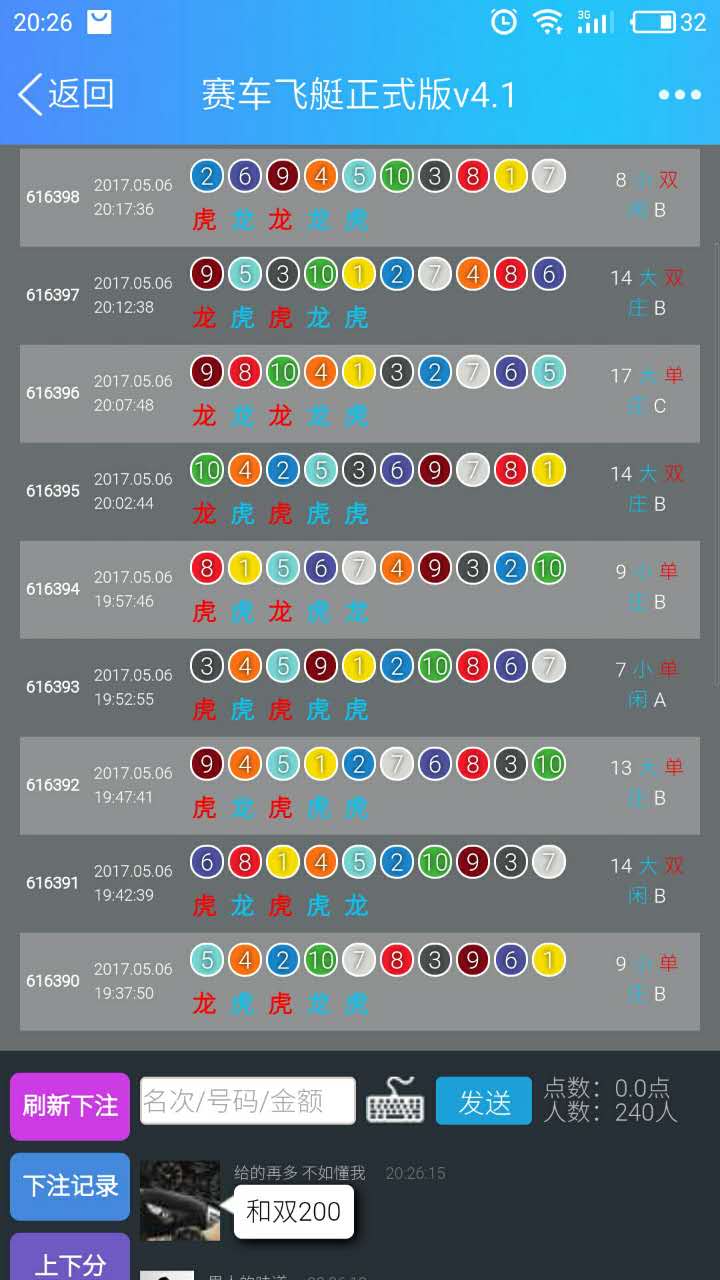 20:26 3G 32
返回 赛车飞艇正式版v4.1
616398 2017.05.06 20:17:36 2 6 9 4 5 10 3 8 1 7 8 小 双
虎 龙 龙 龙 虎 闲 B
616397 2017.05.06 20:12:38 9 5 3 10 1 2 7 4 8 6 14 大 双
龙 虎 虎 龙 虎 庄 B
616396 2017.05.06 20:07:48 9 8 10 4 1 3 2 7 6 5 17 大 单
龙 龙 龙 龙 虎 庄 C
616395 2017.05.06 20:02:44 10 4 2 5 3 6 9 7 8 1 14 大 双
龙 虎 虎 虎 虎 庄 B
616394 2017.05.06 19:57:46 8 1 5 6 7 4 9 3 2 10 9 小 单
虎 虎 龙 虎 龙 庄 B
616393 2017.05.06 19:52:55 3 4 5 9 1 2 10 8 6 7 7 小 单
虎 虎 虎 虎 虎 闲 A
616392 2017.05.06 19:47:41 9 4 5 1 2 7 6 8 3 10 13 大 单
虎 龙 虎 虎 虎 庄 B
616391 2017.05.06 19:42:39 6 8 1 4 5 2 10 9 3 7 14 大 双
虎 龙 虎 虎 龙 闲 B
616390 2017.05.06 19:37:50 5 4 2 10 7 8 3 9 6 1 9 小 单
龙 虎 虎 龙 虎 庄 B
刷新下注 名次/号码/金额 发送 点数：0.0点
人数：240人
下注记录 给的再多 不如懂我 20:26:15
和双200
上下分